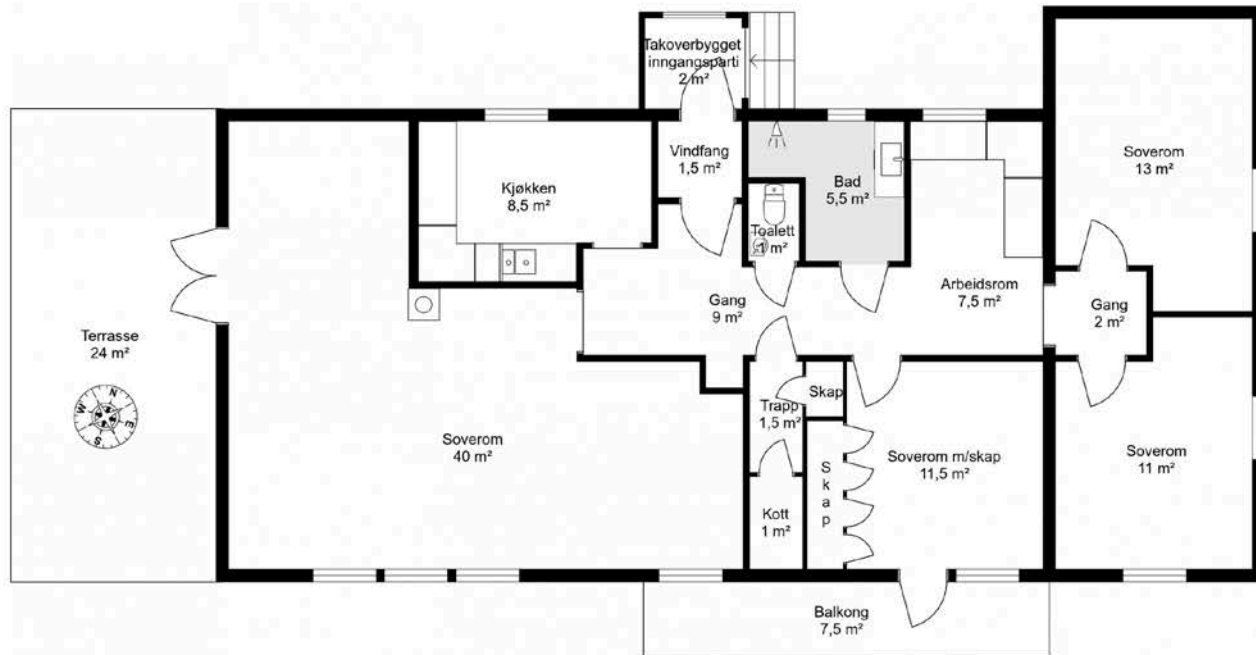 Takoverbygget
inngangsparti
2 m²
Vindfang
1,5 m²
Kjøkken
8,5 m²
Bad
5,5 m²
Toalett
1 m²
Soverom
13 m²
Gang
9 m²
Arbeidsrom
7,5 m²
Gang
2 m²
Terrasse
24 m²
N
E
S
W
Soverom
40 m²
Trapp
1,5 m²
Skap
Skap
Soverom m/skap
11,5 m²
Soverom
11 m²
Kott
1 m²
Balkong
7,5 m²